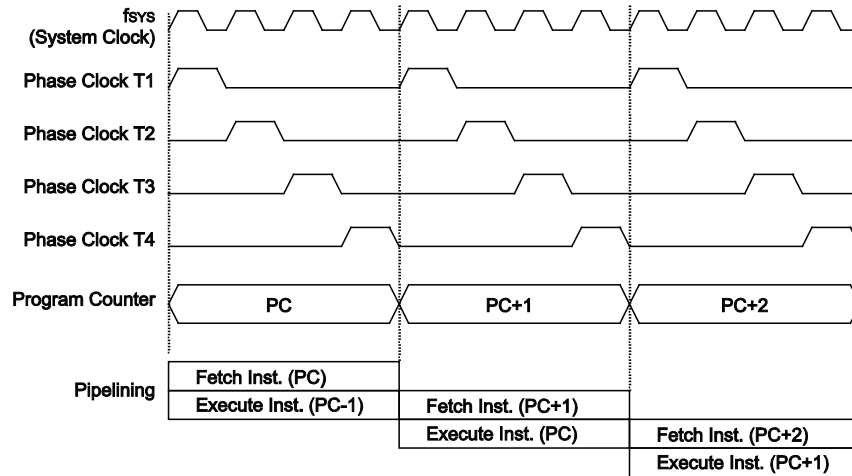 fSYS
(System Clock)
Phase Clock T1
Phase Clock T2
Phase Clock T3
Phase Clock T4
Program Counter PC PC+1 PC+2
Pipelining
Fetch Inst. (PC)
Execute Inst. (PC-1) Fetch Inst. (PC+1)
Execute Inst. (PC) Fetch Inst. (PC+2)
Execute Inst. (PC+1)